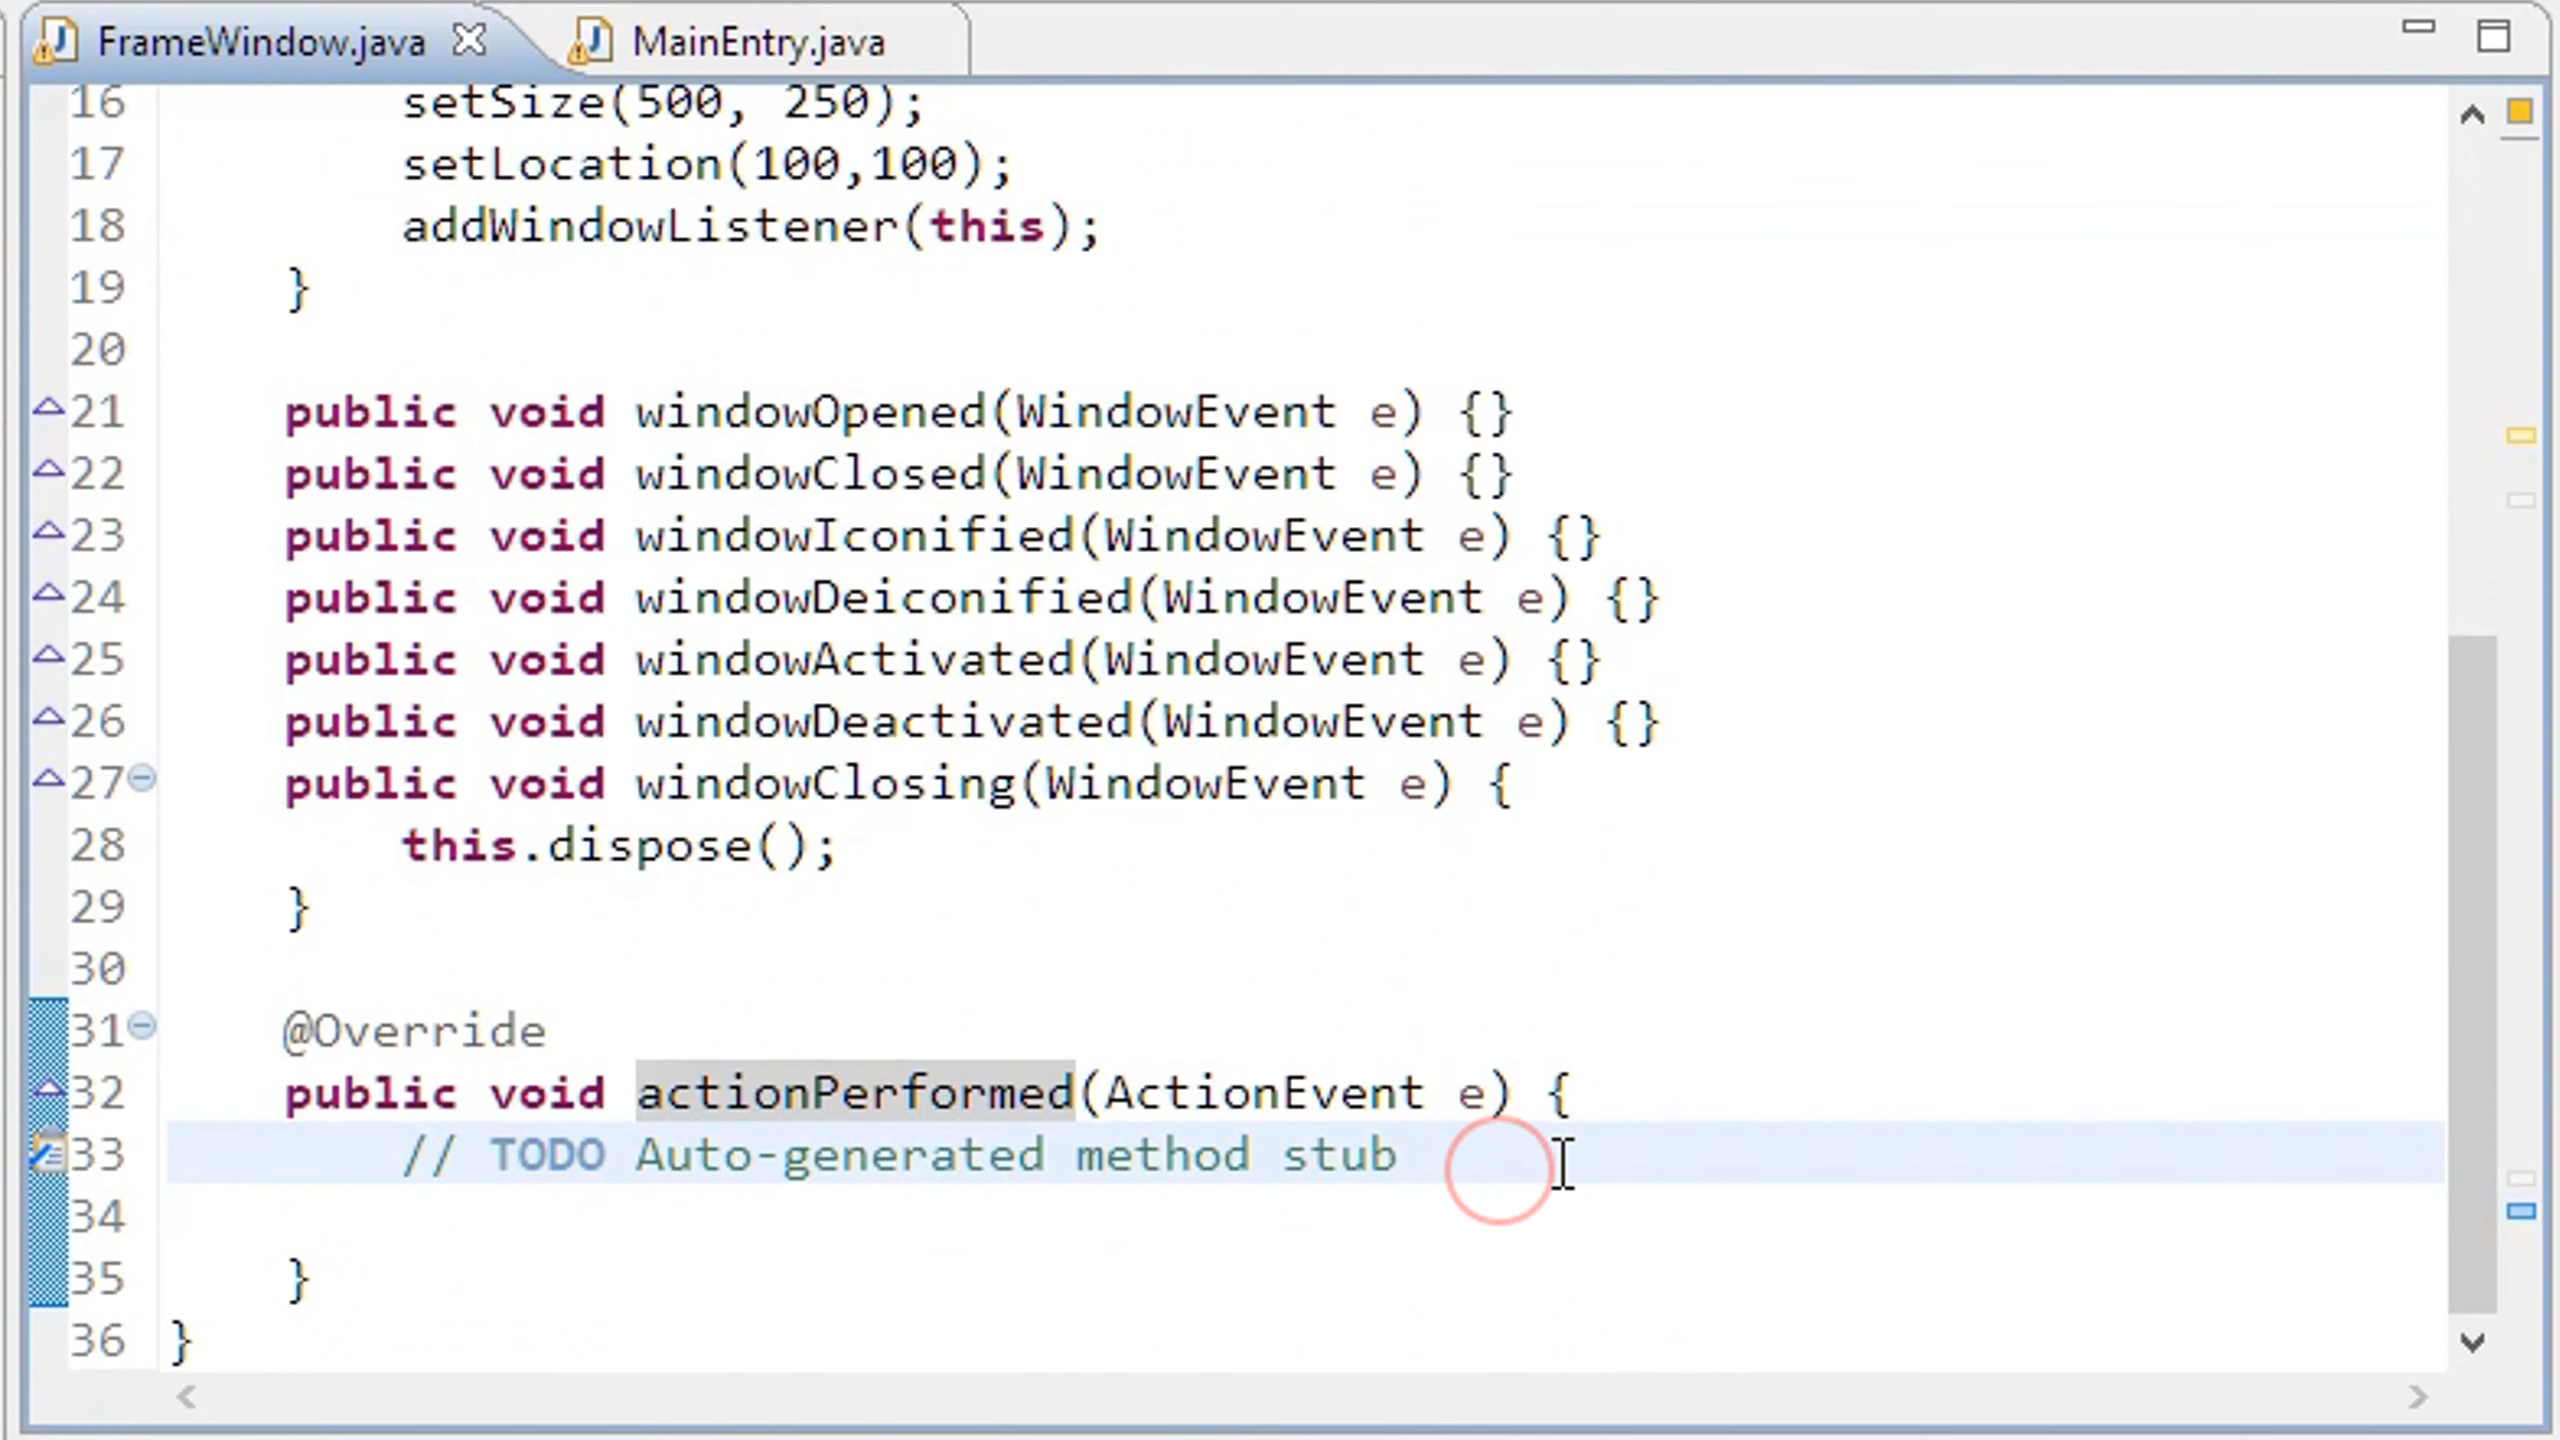 FrameWindow.java MainEntry.java
16 setSize(500, 250);
17 setLocation(100,100);
18 addWindowListener(this);
19 }
20
21 public void windowOpened(WindowEvent e) {}
22 public void windowClosed(WindowEvent e) {}
23 public void windowIconified(WindowEvent e) {}
24 public void windowDeiconified(WindowEvent e) {}
25 public void windowActivated(WindowEvent e) {}
26 public void windowDeactivated(WindowEvent e) {}
27 public void windowClosing(WindowEvent e) {
28 this.dispose();
29 }
30
31 @Override
32 public void actionPerformed(ActionEvent e) {
33 // TODO Auto-generated method stub
34
35 }
36 }